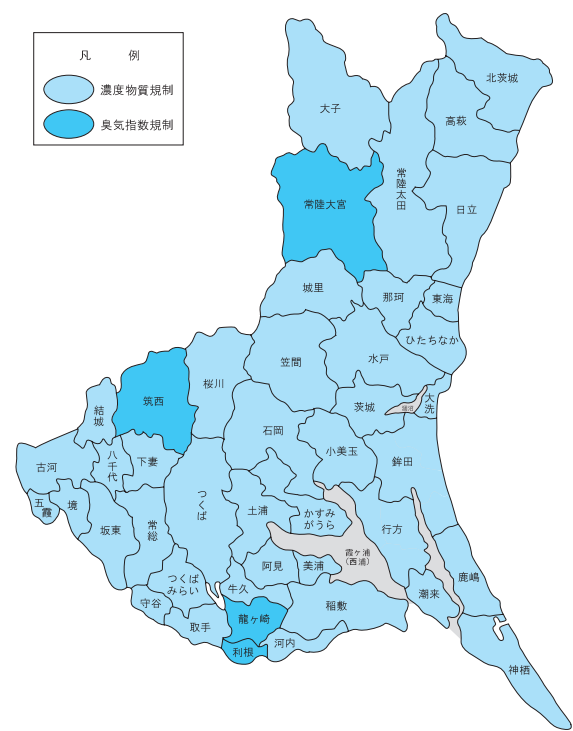 凡 例
濃度物質規制
臭気指数規制
北茨城
大子
高萩
常陸太田
常陸大宮
日立
城里
那珂
東海
ひたちなか
笠間
水戸
桜川
筑西
茨城
涸沼
大洗
結城
石岡
小美玉
鉾田
古河
八千代
下妻
つくば
五霞
境
坂東
常総
土浦
かすみ
がうら
行方
霞ヶ浦
(西浦)
阿見
美浦
つくば
みらい
牛久
鹿嶋
潮来
守谷
取手
龍ヶ崎
稲敷
利根
河内
神栖